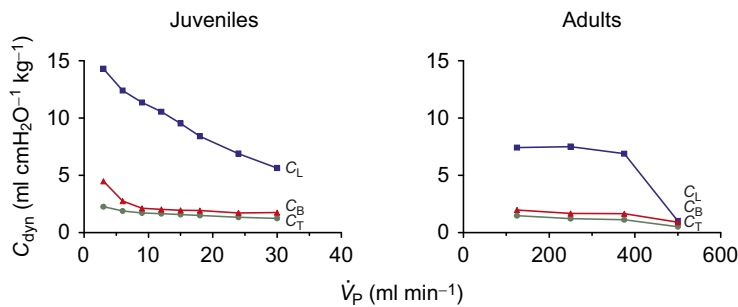 Juveniles
Adults
C_dyn (ml cmH₂O⁻¹ kg⁻¹)
15
10
5
0
C_L
C_B
C_T
0 10 20 30 40
15
10
5
0
C_L
C_B
C_T
0 200 400 600
V̇_P (ml min⁻¹)